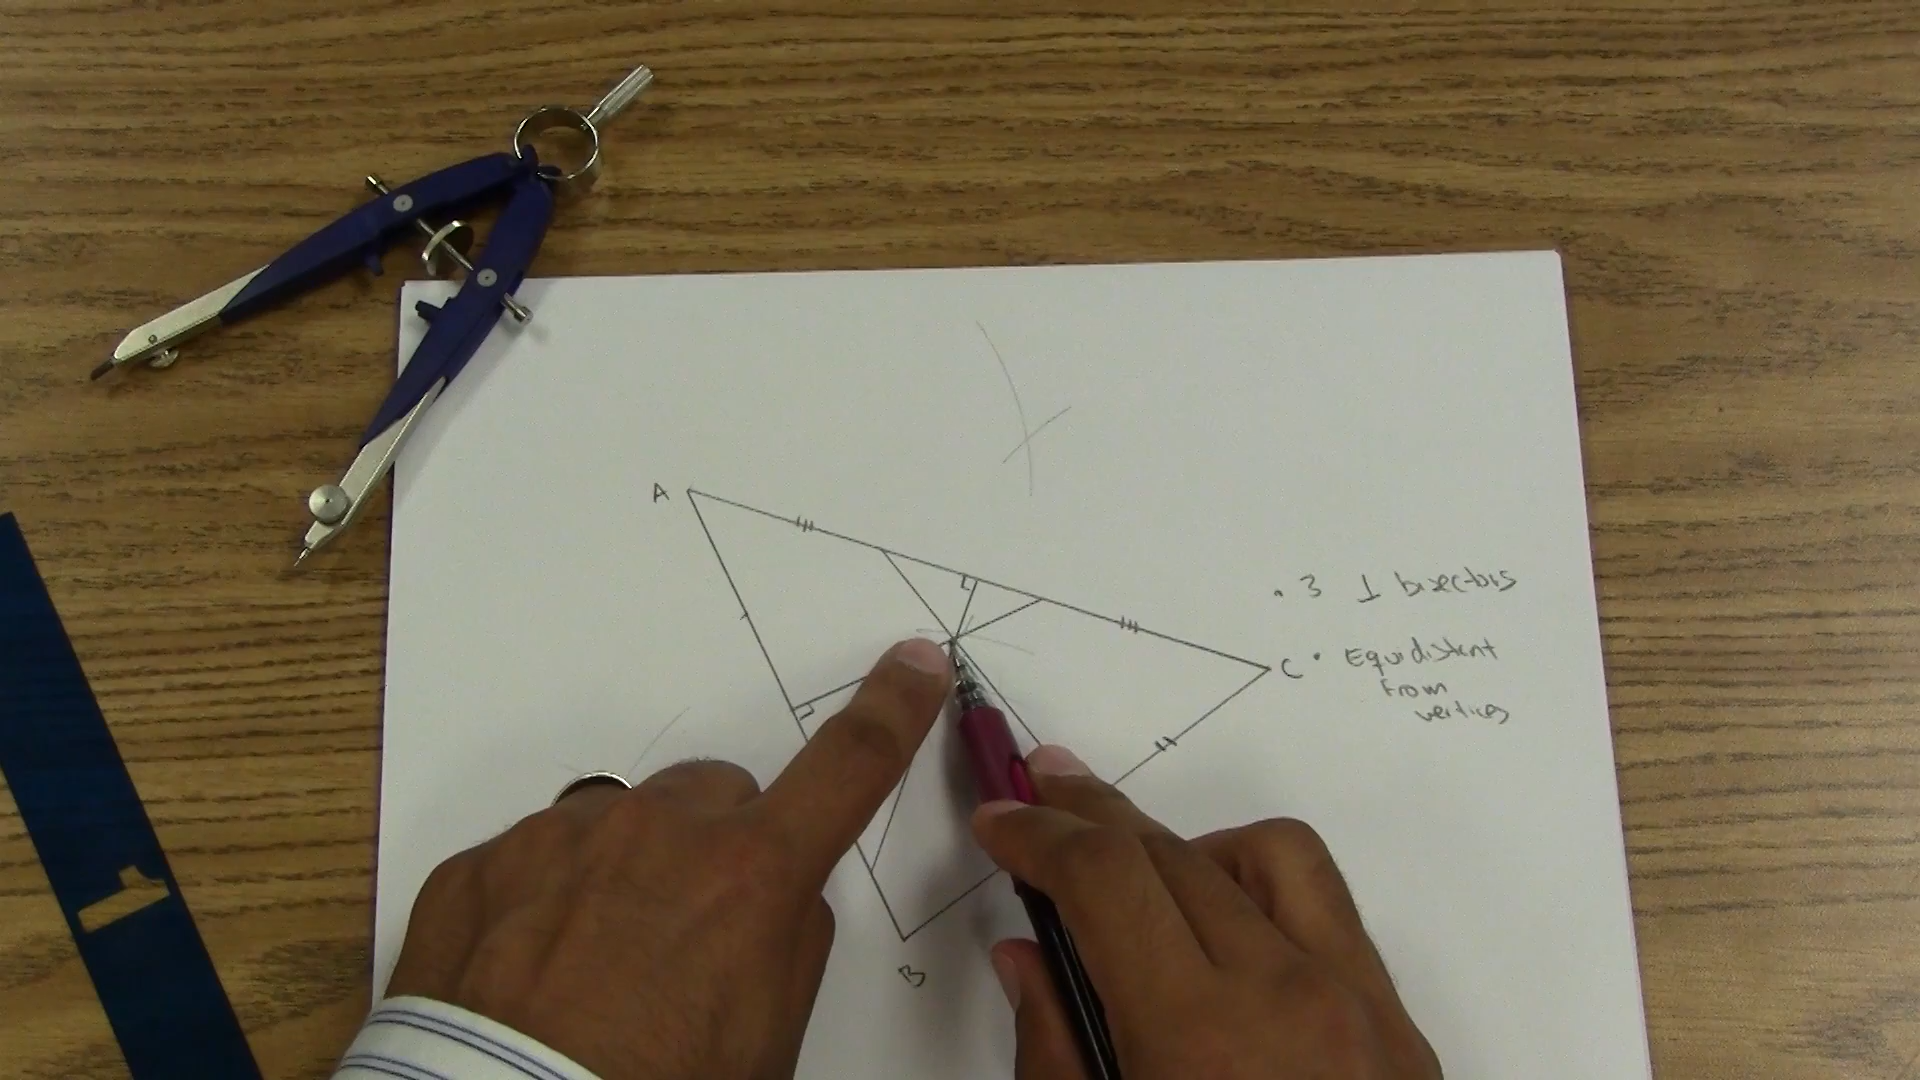 A
• 3 ⊥ bisectors
C
• Equidistant
from
vertices
B